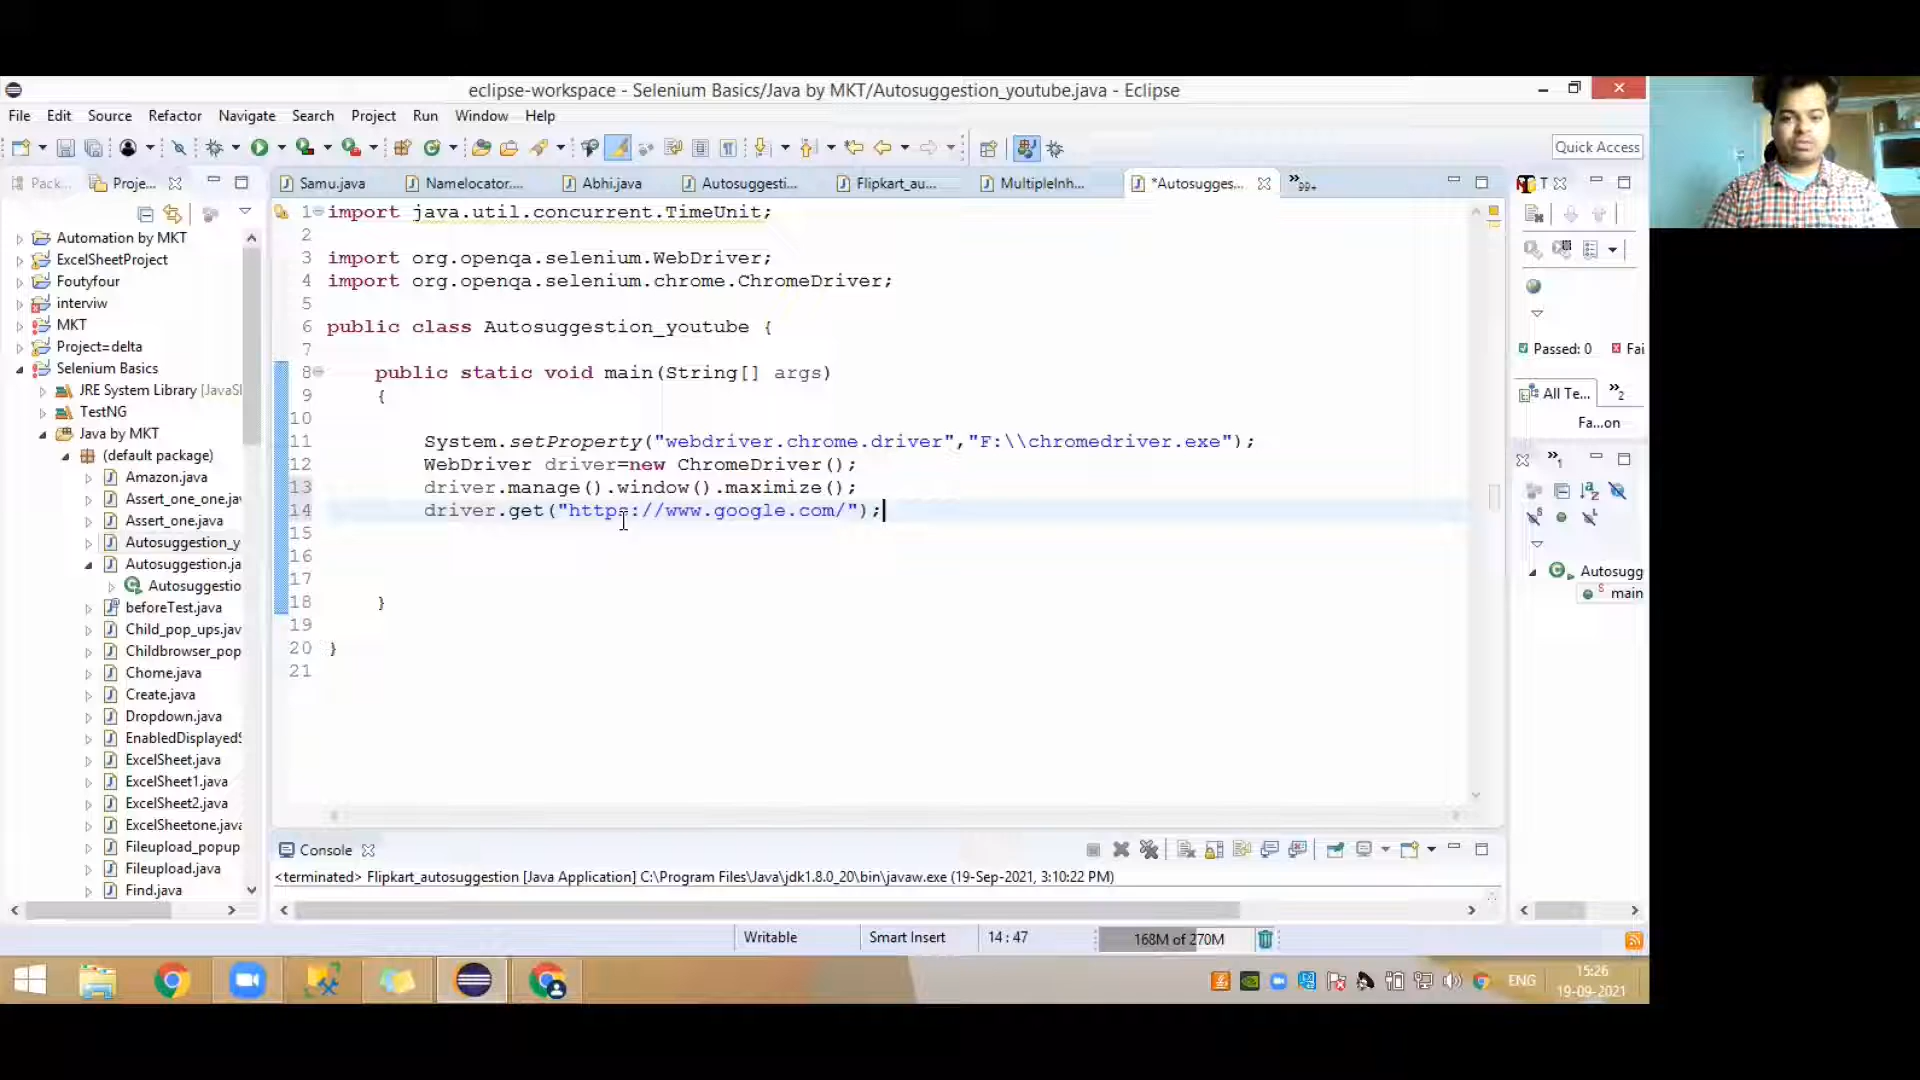 eclipse-workspace - Selenium Basics/Java by MKT/Autosuggestion_youtube.java - Eclipse
File Edit Source Refactor Navigate Search Project Run Window Help
Quick Access
Pack... Proje...
Samu.java Namelocator.... Abhi.java Autosuggesti... Flipkart_au... MultipleInh... *Autosugges... »99+
T
Automation by MKT
ExcelSheetProject
Foutyfour
interviw
MKT
Project=delta
Selenium Basics
JRE System Library [JavaS
TestNG
Java by MKT
(default package)
Amazon.java
Assert_one_one.jav
Assert_one.java
Autosuggestion_y
Autosuggestion.ja
Autosuggestio
beforeTest.java
Child_pop_ups.jav
Childbrowser_pop
Chome.java
Create.java
Dropdown.java
EnabledDisplayedS
ExcelSheet.java
ExcelSheet1.java
ExcelSheet2.java
ExcelSheetone.java
Fileupload_popup
Fileupload.java
Find.java
1 import java.util.concurrent.TimeUnit;
2
3 import org.openqa.selenium.WebDriver;
4 import org.openqa.selenium.chrome.ChromeDriver;
5
6 public class Autosuggestion_youtube {
7
8 public static void main(String[] args)
9 {
10
11 System.setProperty("webdriver.chrome.driver","F:\\chromedriver.exe");
12 WebDriver driver=new ChromeDriver();
13 driver.manage().window().maximize();
14 driver.get("https://www.google.com/");
15
16
17
18 }
19
20 }
21
Passed: 0 Fai
All Te... »2
Fa...on
»1
Autosugg
main
Console
<terminated> Flipkart_autosuggestion [Java Application] C:\Program Files\Java\jdk1.8.0_20\bin\javaw.exe (19-Sep-2021, 3:10:22 PM)
Writable Smart Insert 14 : 47 168M of 270M
ENG 15:26
19-09-2021